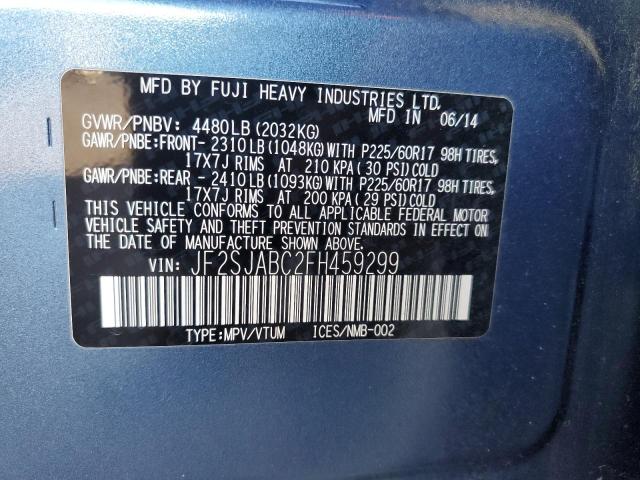 MFD BY FUJI HEAVY INDUSTRIES LTD.
MFD IN 06/14
GVWR/PNBV: 4480LB (2032KG)
GAWR/PNBE:FRONT- 2310LB(1048KG) WITH P225/60R17 98H TIRES,
17X7J RIMS AT 210 KPA ( 30 PSI) COLD
GAWR/PNBE:REAR - 2410LB(1093KG) WITH P225/60R17 98H TIRES,
17X7J RIMS AT 200 KPA ( 29 PSI) COLD
THIS VEHICLE CONFORMS TO ALL APPLICABLE FEDERAL MOTOR
VEHICLE SAFETY AND THEFT PREVENTION STANDARDS IN EFFECT
ON THE DATE OF MANUFACTURE SHOWN ABOVE.
VIN: JF2SJABC2FH459299
TYPE:MPV/VTUM ICES/NMB-002